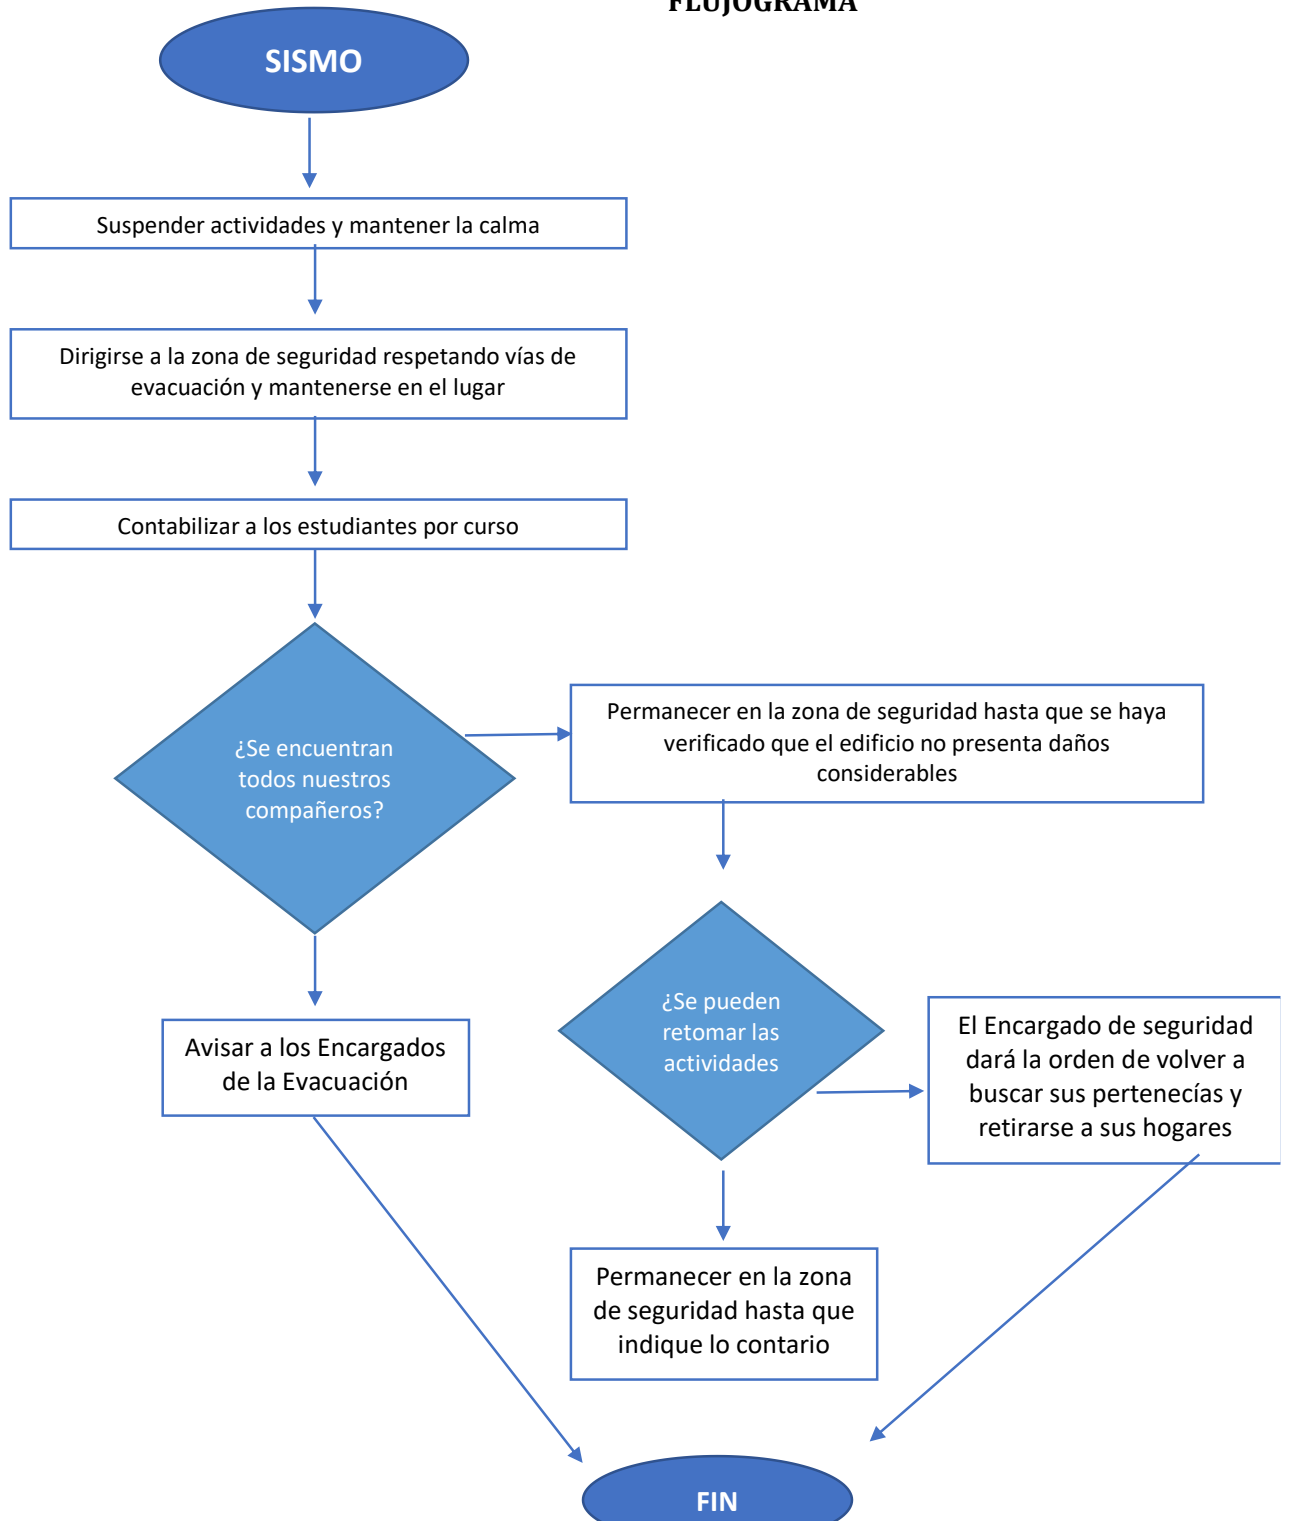 FLUJOGRAMA
SISMO
Suspender actividades y mantener la calma
Dirigirse a la zona de seguridad respetando vías de
evacuación y mantenerse en el lugar
Contabilizar a los estudiantes por curso
¿Se encuentran
todos nuestros
compañeros?
Permanecer en la zona de seguridad hasta que se haya
verificado que el edificio no presenta daños
considerables
Avisar a los Encargados
de la Evacuación
¿Se pueden
retomar las
actividades
El Encargado de seguridad
dará la orden de volver a
buscar sus pertenecías y
retirarse a sus hogares
Permanecer en la zona
de seguridad hasta que
indique lo contario
FIN